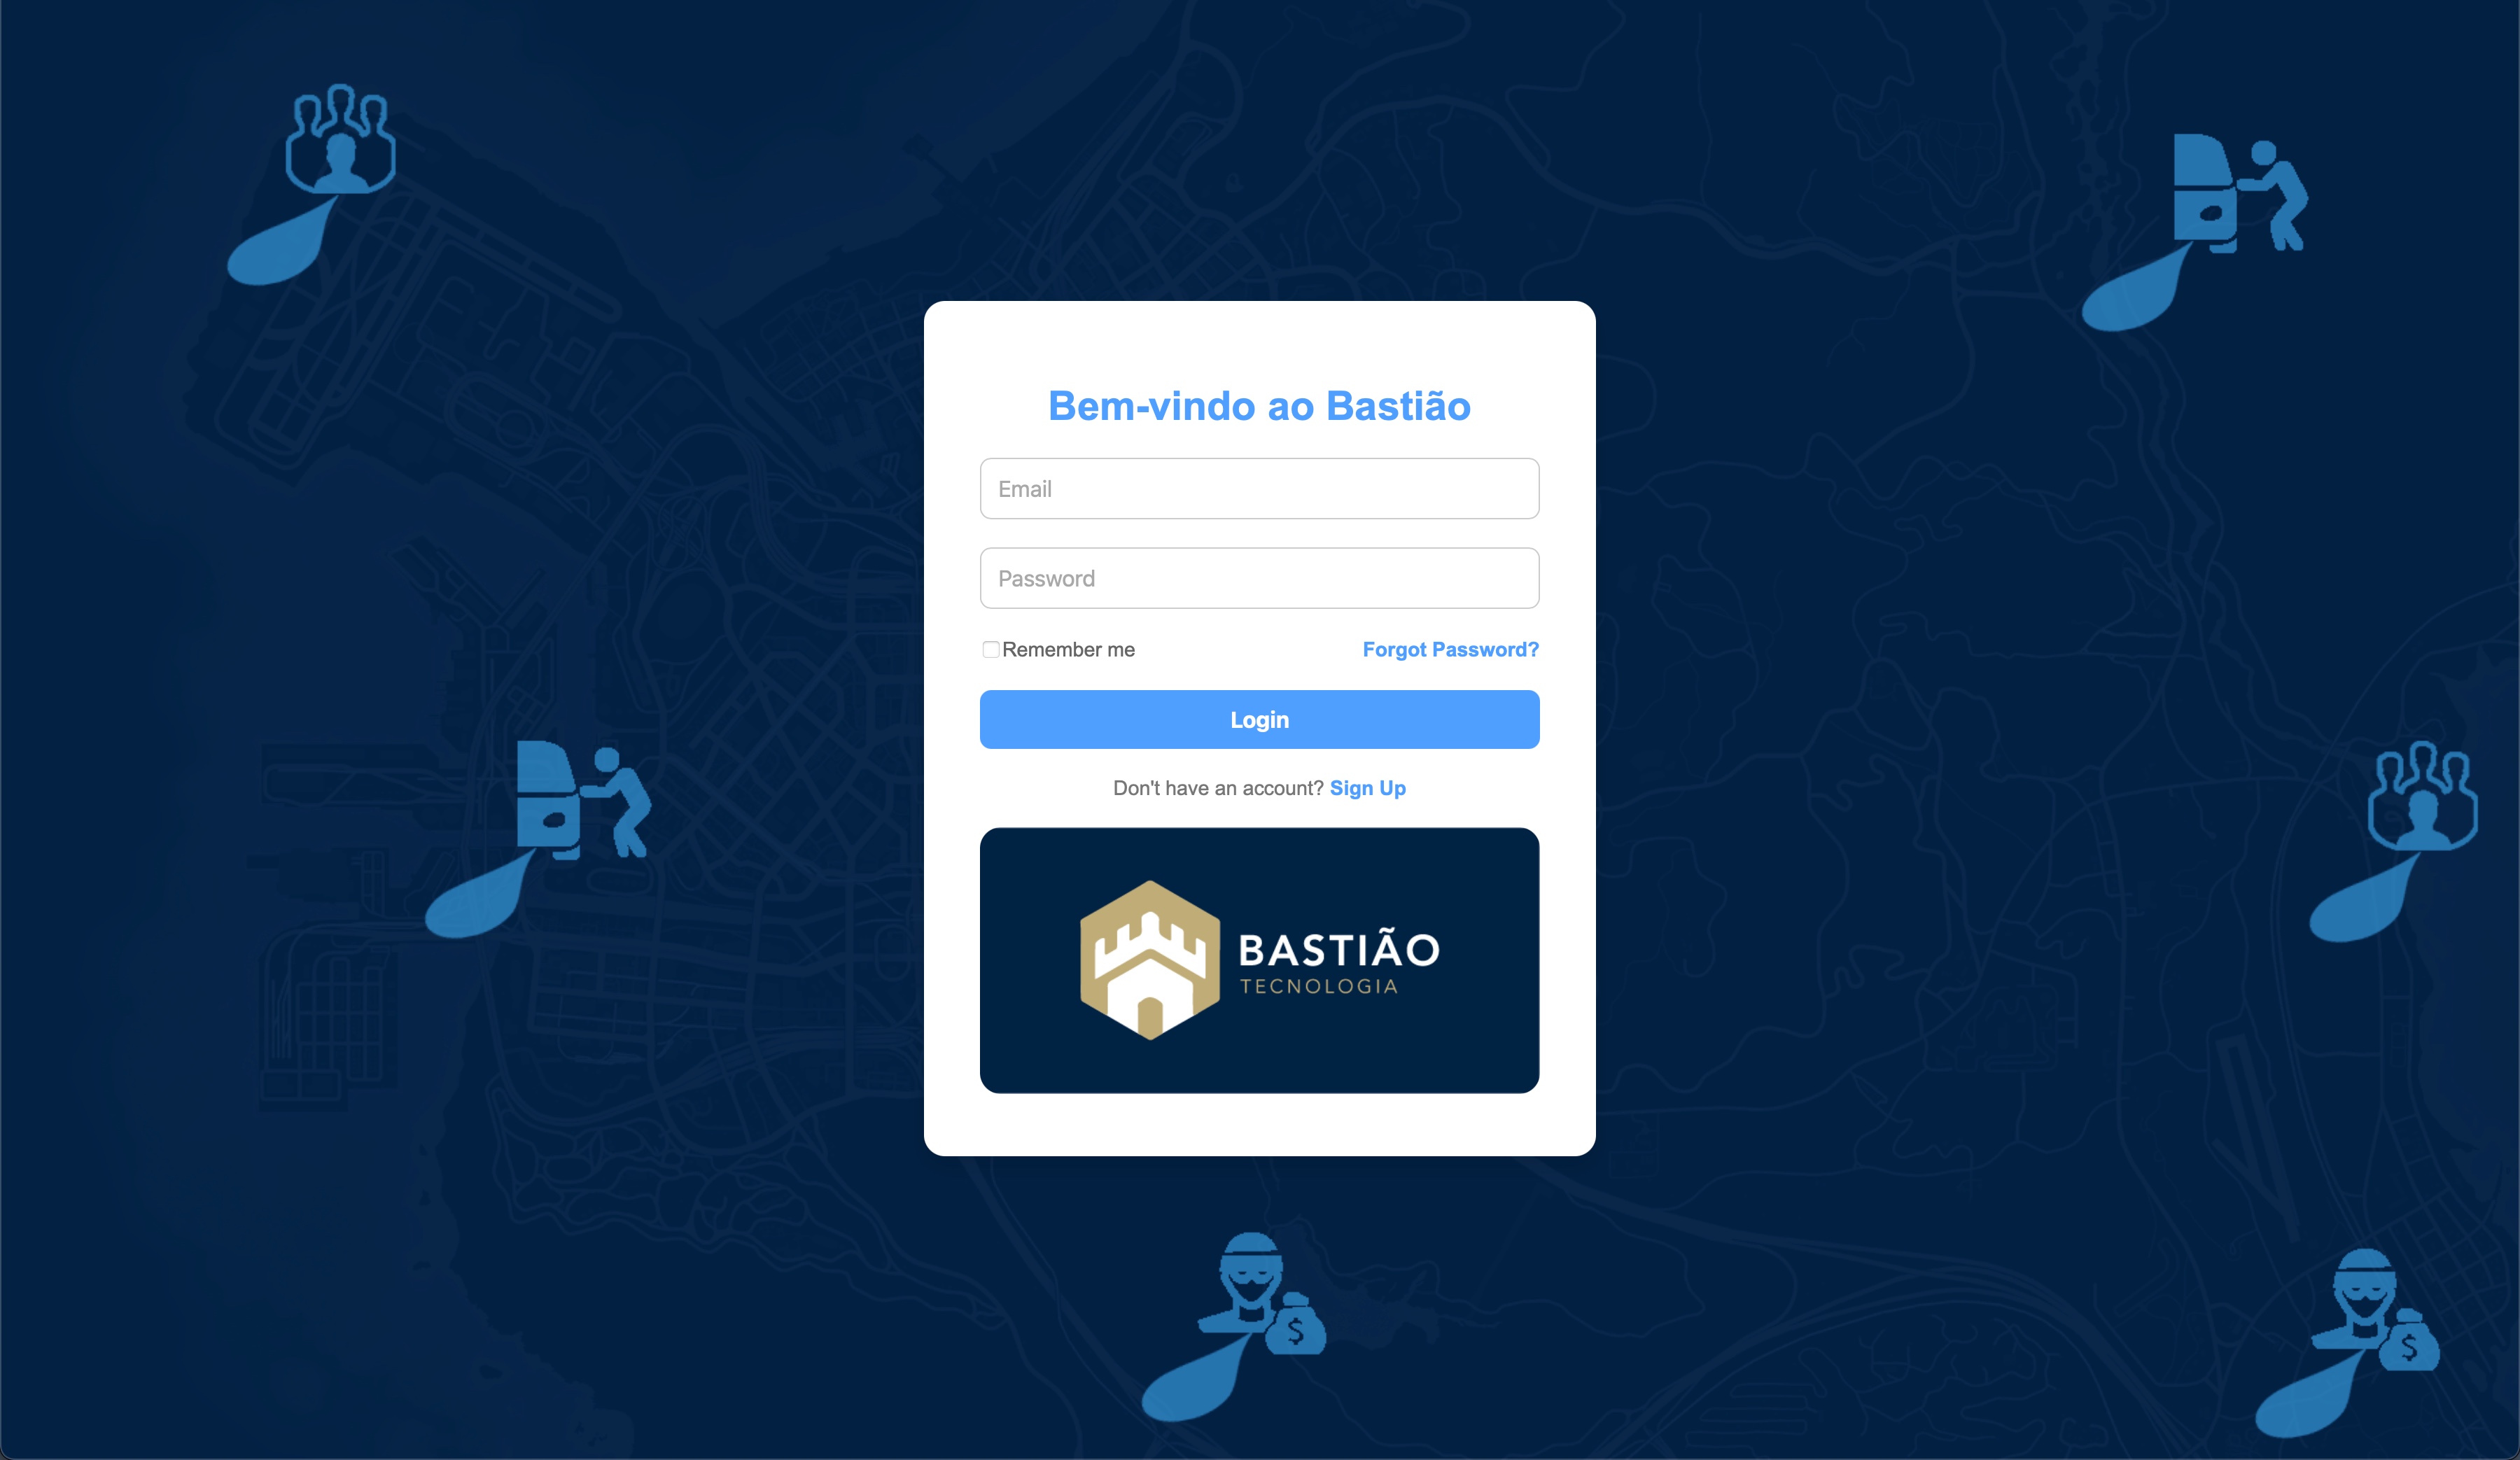 Bem-vindo ao Bastião
Email
Password
Remember me
Forgot Password?
Login
Don't have an account? Sign Up
BASTIÃO
TECNOLOGIA
$
$